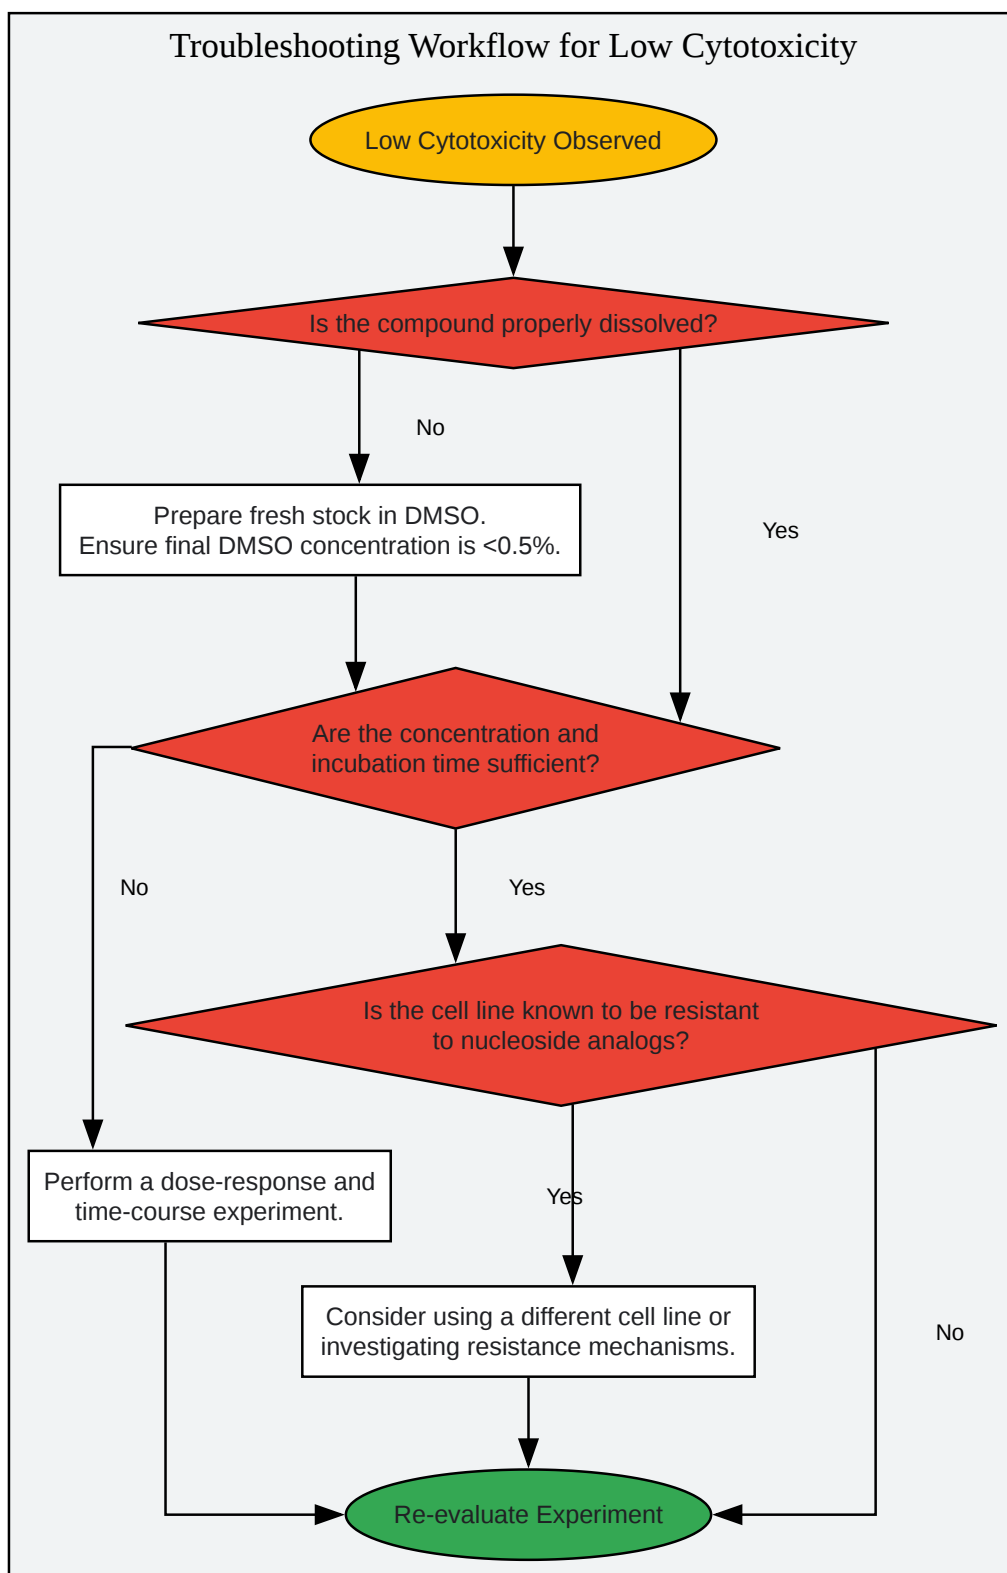 Troubleshooting Workflow for Low Cytotoxicity
Low Cytotoxicity Observed
Is the compound properly dissolved?
No
Prepare fresh stock in DMSO.
Ensure final DMSO concentration is <0.5%.
Yes
Are the concentration and
incubation time sufficient?
No
Yes
Is the cell line known to be resistant
to nucleoside analogs?
Perform a dose-response and
time-course experiment.
Yes
Consider using a different cell line or
investigating resistance mechanisms.
No
Re-evaluate Experiment